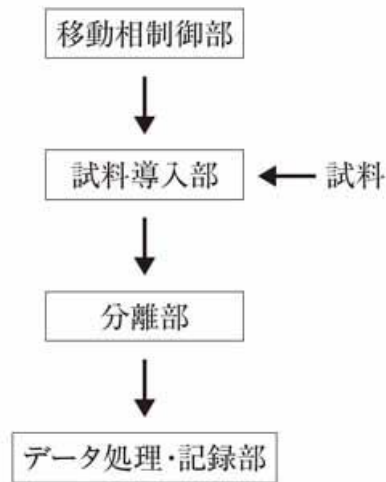 移動相制御部
試料導入部
試料
分離部
データ処理・記録部